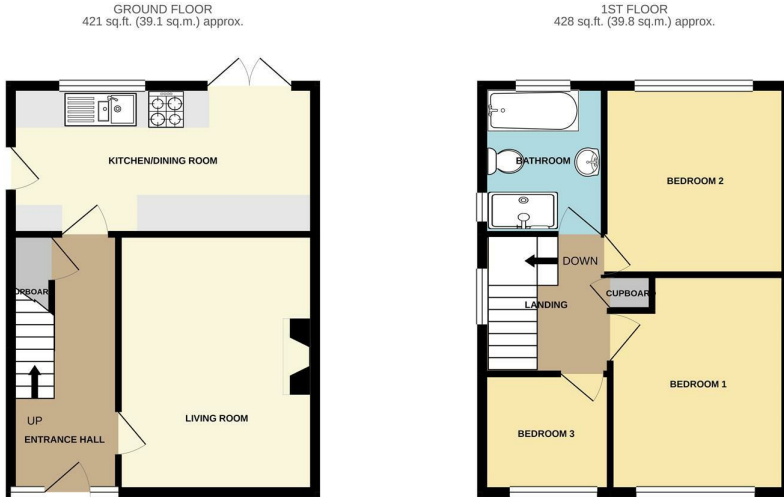 GROUND FLOOR
421 sq.ft. (39.1 sq.m.) approx.
KITCHEN/DINING ROOM
UP
ENTRANCE HALL
LIVING ROOM
1ST FLOOR
428 sq.ft. (39.8 sq.m.) approx.
BATHROOM
BEDROOM 2
DOWN
CUPBOARD
LANDING
BEDROOM 1
BEDROOM 3